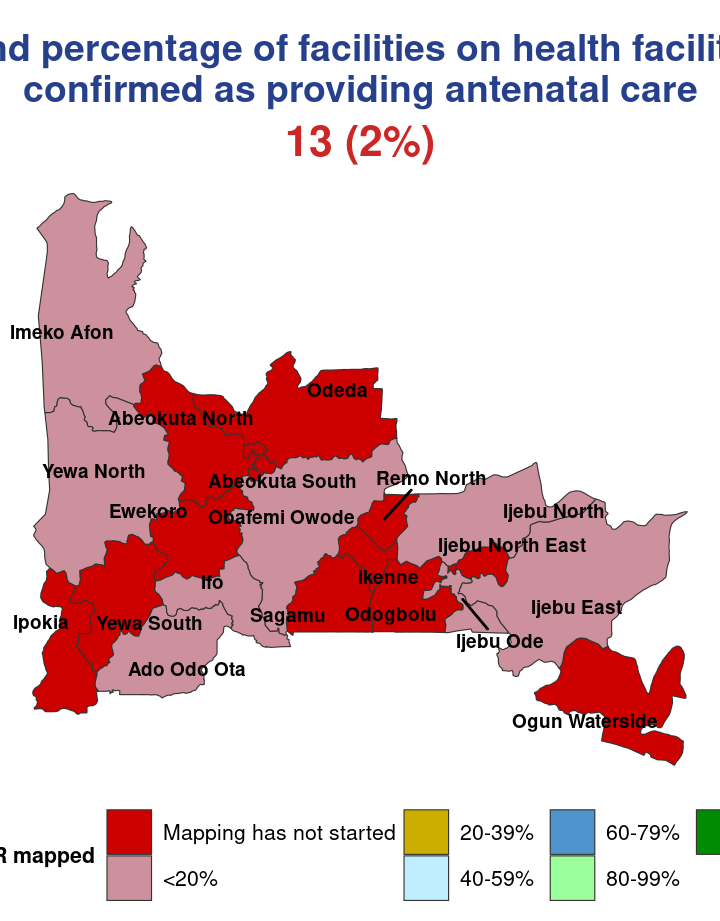 nd percentage of facilities on health facilit
confirmed as providing antenatal care
13 (2%)
Imeko Afon
Odeda
Abeokuta North
Yewa North
Abeokuta South
Remo North
Ewekoro
Obafemi Owode
Ijebu North
Ijebu North East
Ifo
Ikenne
Ipokia
Yewa South
Sagamu
Odogbolu
Ijebu East
Ijebu Ode
Ado Odo Ota
Ogun Waterside
R mapped
Mapping has not started
<20%
20-39%
40-59%
60-79%
80-99%